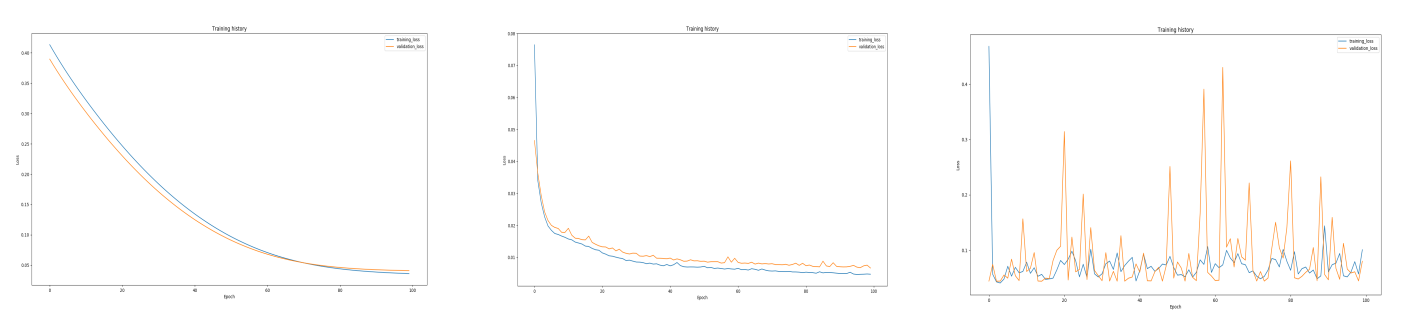 Training history
training_loss
validation_loss
0.40
0.35
0.30
0.25
0.20
0.15
0.10
0.05
Loss
0 20 40 60 80 100
Epoch
Training history
training_loss
validation_loss
0.08
0.07
0.06
0.05
0.04
0.03
0.02
0.01
Loss
0 20 40 60 80 100
Epoch
Training history
training_loss
validation_loss
0.4
0.3
0.2
0.1
Loss
0 20 40 60 80 100
Epoch